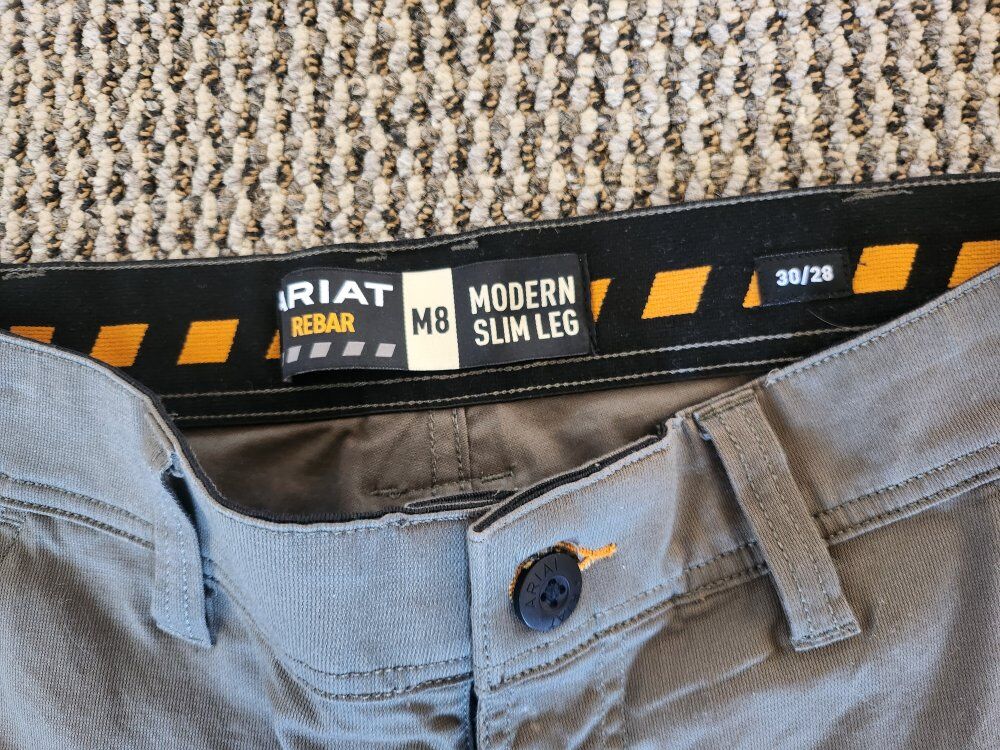 ARIAT
REBAR
M8
MODERN
SLIM LEG
30/28
ARIAT